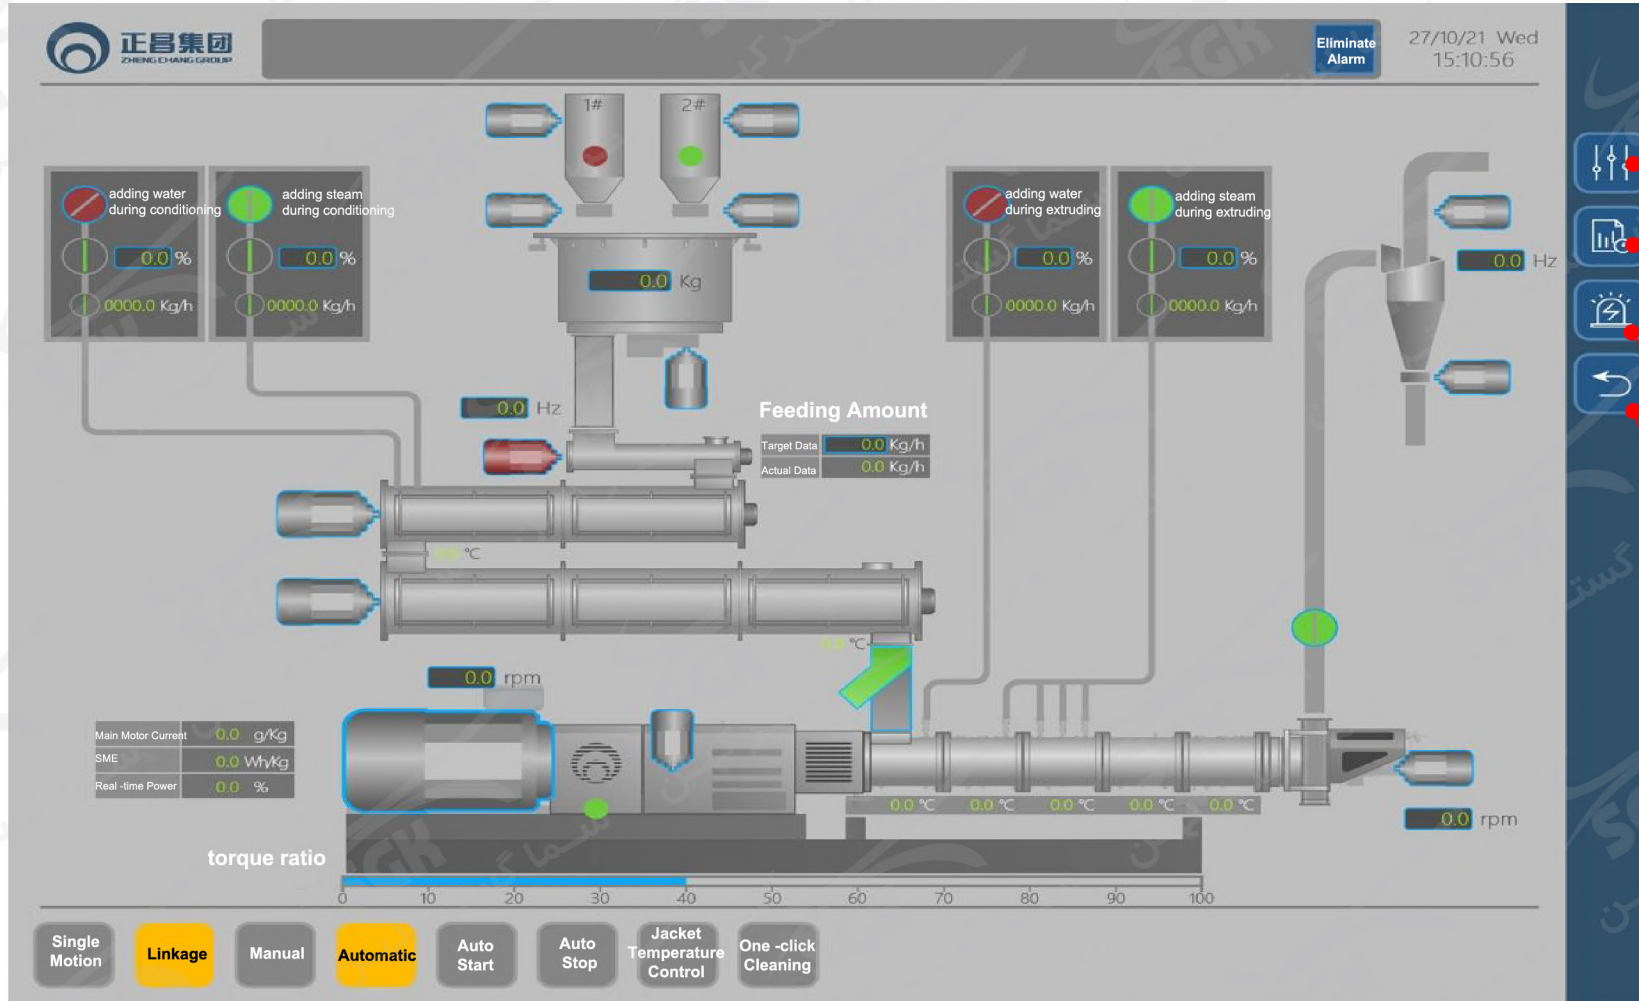 正昌集团
ZHENG CHANG GROUP
Eliminate
Alarm
27/10/21 Wed
15:10:56
1#
2#
adding water
during conditioning
0.0 %
0000.0 Kg/h
adding steam
during conditioning
0.0 %
0000.0 Kg/h
0.0 Kg
adding water
during extruding
0.0 %
0000.0 Kg/h
adding steam
during extruding
0.0 %
0000.0 Kg/h
0.0 Hz
0.0 Hz
Feeding Amount
Target Data 0.0 Kg/h
Actual Data 0.0 Kg/h
0.0 °C
0.0 °C
0.0 rpm
Main Motor Current 0.0 g/Kg
SME 0.0 Wh/Kg
Real -time Power 0.0 %
0.0 °C 0.0 °C 0.0 °C 0.0 °C 0.0 °C
0.0 rpm
torque ratio
0 10 20 30 40 50 60 70 80 90 100
Single
Motion
Linkage
Manual
Automatic
Auto
Start
Auto
Stop
Jacket
Temperature
Control
One -click
Cleaning
SGK